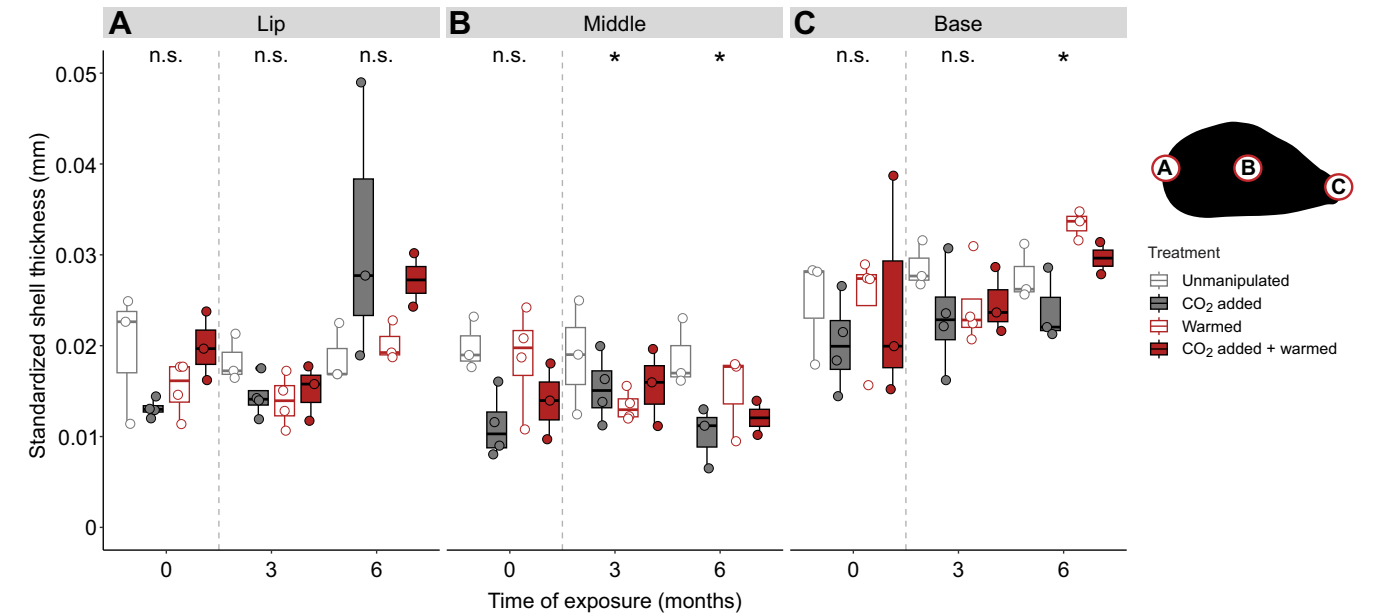 A Lip B Middle C Base
n.s. n.s. n.s. n.s. * * n.s. n.s. *
Standardized shell thickness (mm)
0.05
0.04
0.03
0.02
0.01
0
0 3 6 0 3 6 0 3 6
Time of exposure (months)
A B C
Treatment
Unmanipulated
CO₂ added
Warmed
CO₂ added + warmed